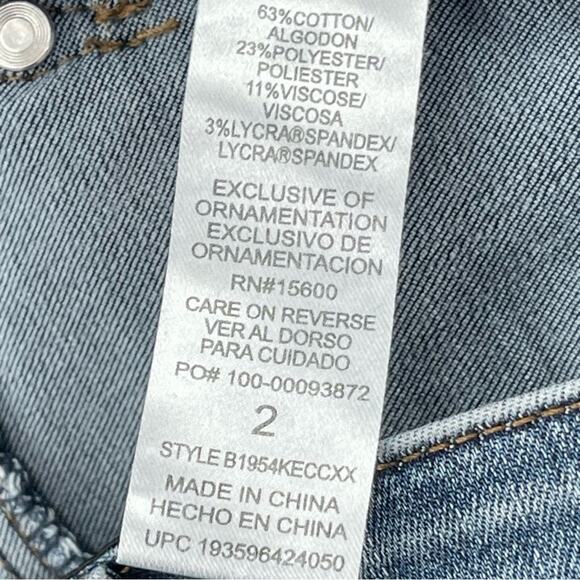 63%COTTON/
ALGODON
23%POLYESTER/
POLIESTER
11%VISCOSE/
VISCOSA
3%LYCRA®SPANDEX/
LYCRA®SPANDEX
EXCLUSIVE OF
ORNAMENTATION
EXCLUSIVO DE
ORNAMENTACION
RN#15600
CARE ON REVERSE
VER AL DORSO
PARA CUIDADO
PO# 100-00093872
2
STYLE B1954KECCXX
MADE IN CHINA
HECHO EN CHINA
UPC 193596424050